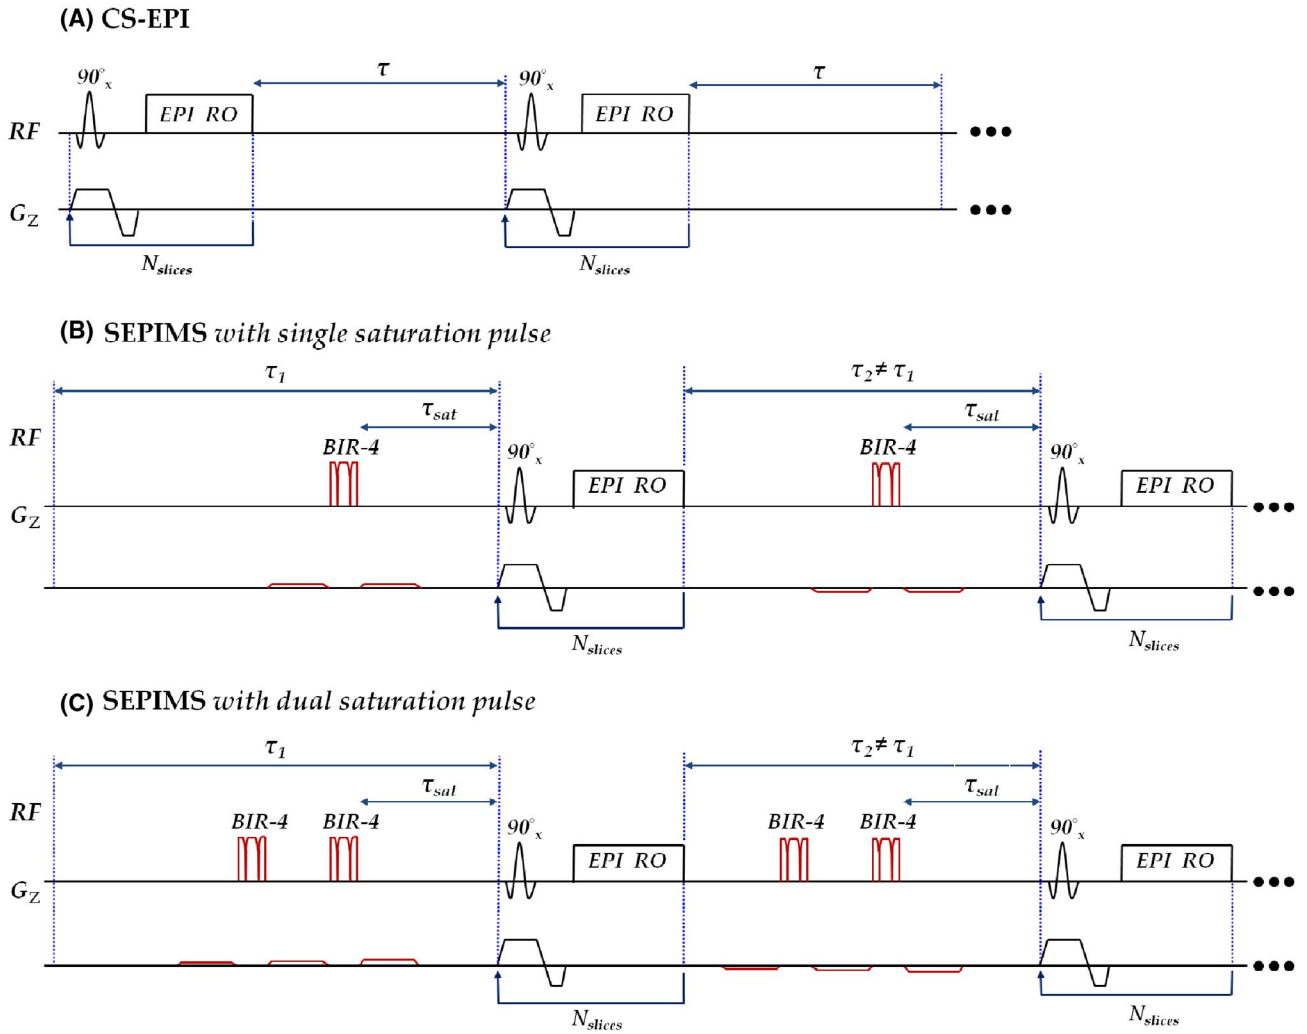 (A) CS-EPI
90°x τ 90°x τ
EPI RO EPI RO
RF
GZ
Nslices Nslices
(B) SEPIMS with single saturation pulse
τ1 τ2 ≠ τ1
τsat τsat
RF
BIR-4 90°x BIR-4 90°x
EPI RO EPI RO
GZ
Nslices Nslices
(C) SEPIMS with dual saturation pulse
τ1 τ2 ≠ τ1
τsat τsat
RF
BIR-4 BIR-4 90°x BIR-4 BIR-4 90°x
EPI RO EPI RO
GZ
Nslices Nslices